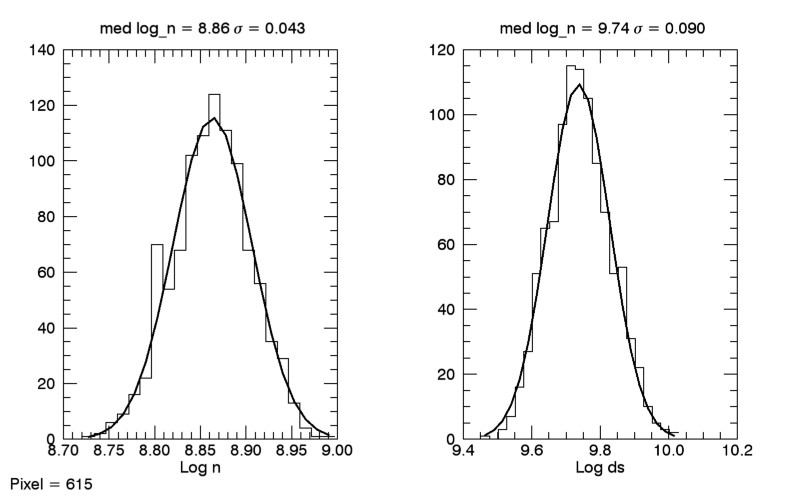 med log_n = 8.86 σ = 0.043
140
120
100
80
60
40
20
0
8.70 8.75 8.80 8.85 8.90 8.95 9.00
Log n
med log_n = 9.74 σ = 0.090
120
100
80
60
40
20
0
9.4 9.6 9.8 10.0 10.2
Log ds
Pixel = 615